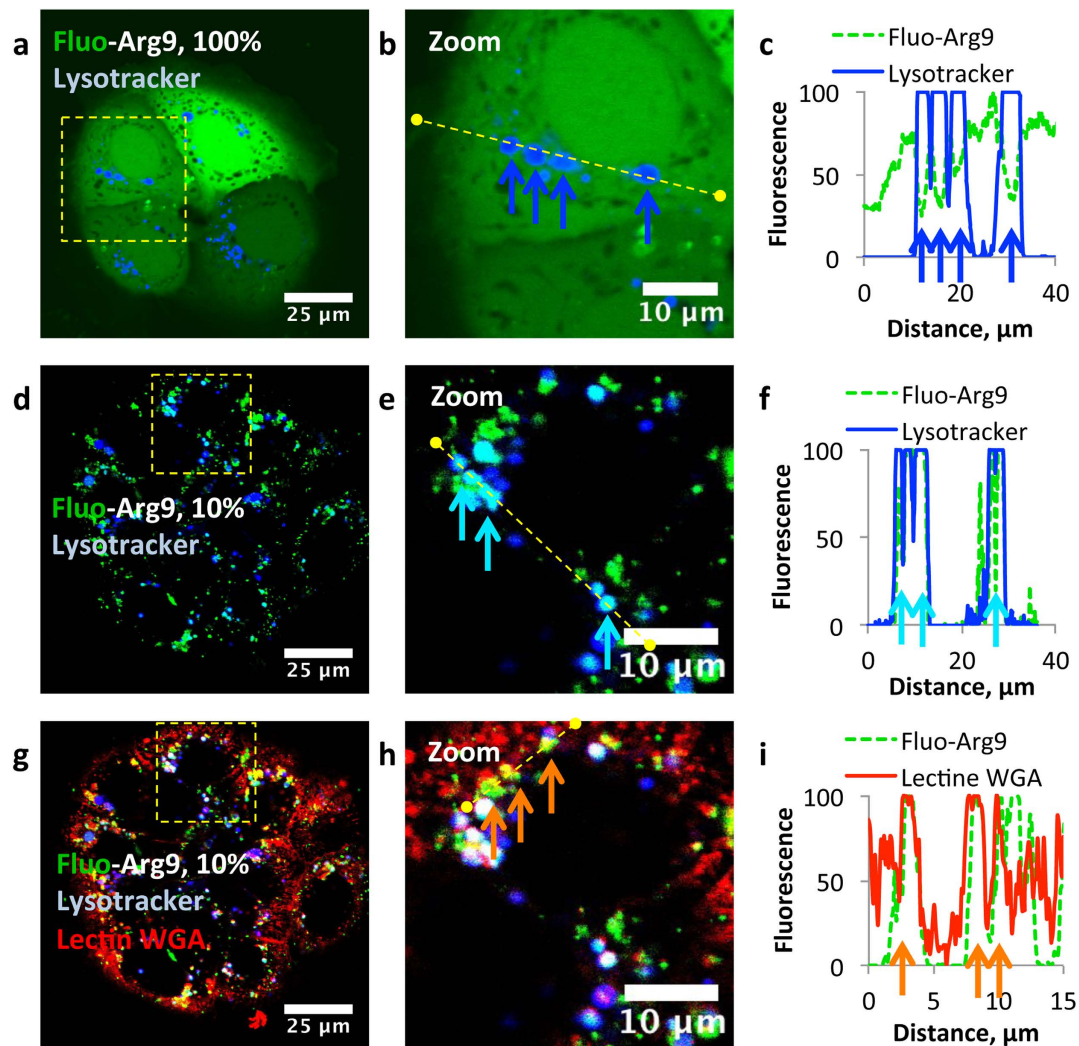 a
Fluo-Arg9, 100%
Lysotracker
25 µm
b
Zoom
10 µm
c
Fluo-Arg9
Lysotracker
100
50
0
Fluorescence
0 20 40
Distance, µm
d
Fluo-Arg9, 10%
Lysotracker
25 µm
e
Zoom
10 µm
f
Fluo-Arg9
Lysotracker
100
50
0
Fluorescence
0 20 40
Distance, µm
g
Fluo-Arg9, 10%
Lysotracker
Lectin WGA
25 µm
h
Zoom
10 µm
i
Fluo-Arg9
Lectine WGA
100
50
0
Fluorescence
0 5 10 15
Distance, µm